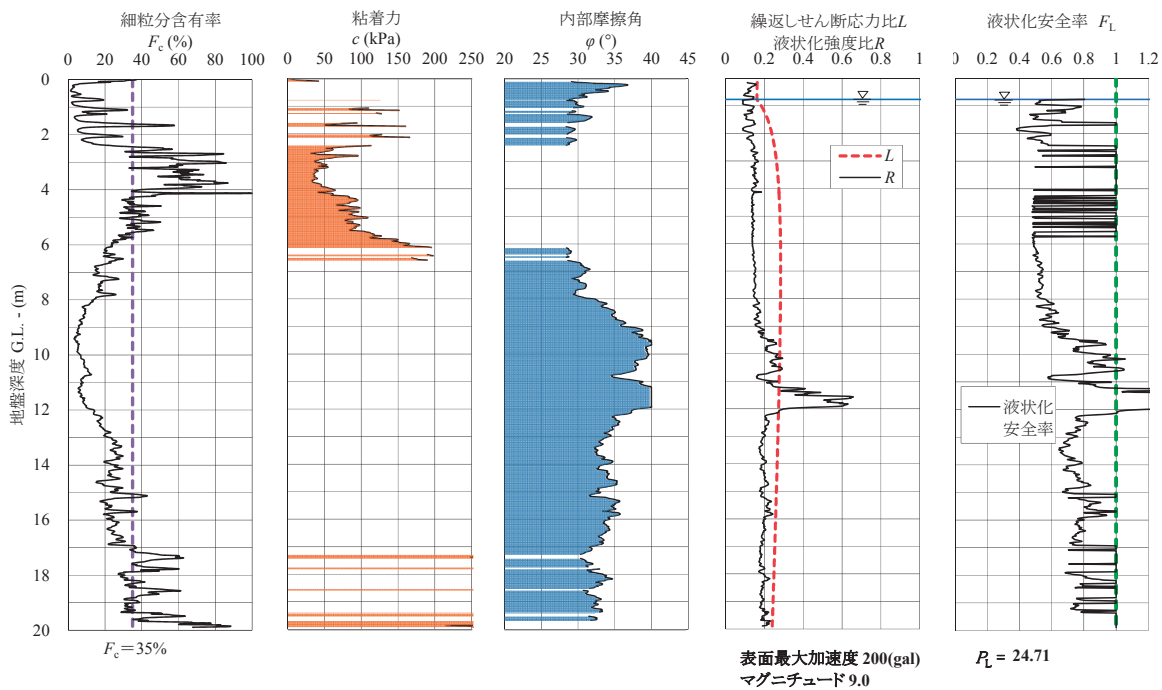 細粒分含有率
Fc (%)
0 20 40 60 80 100
粘着力
c (kPa)
0 50 100 150 200 250
内部摩擦角
φ (°)
20 25 30 35 40 45
繰返しせん断応力比L
液状化強度比R
0 0.2 0.4 0.6 0.8 1
液状化安全率 FL
0 0.2 0.4 0.6 0.8 1 1.2
地盤深度 G.L. - (m)
0
2
4
6
8
10
12
14
16
18
20
L
R
液状化
安全率
Fc＝35%
表面最大加速度 200(gal)
マグニチュード 9.0
PL = 24.71